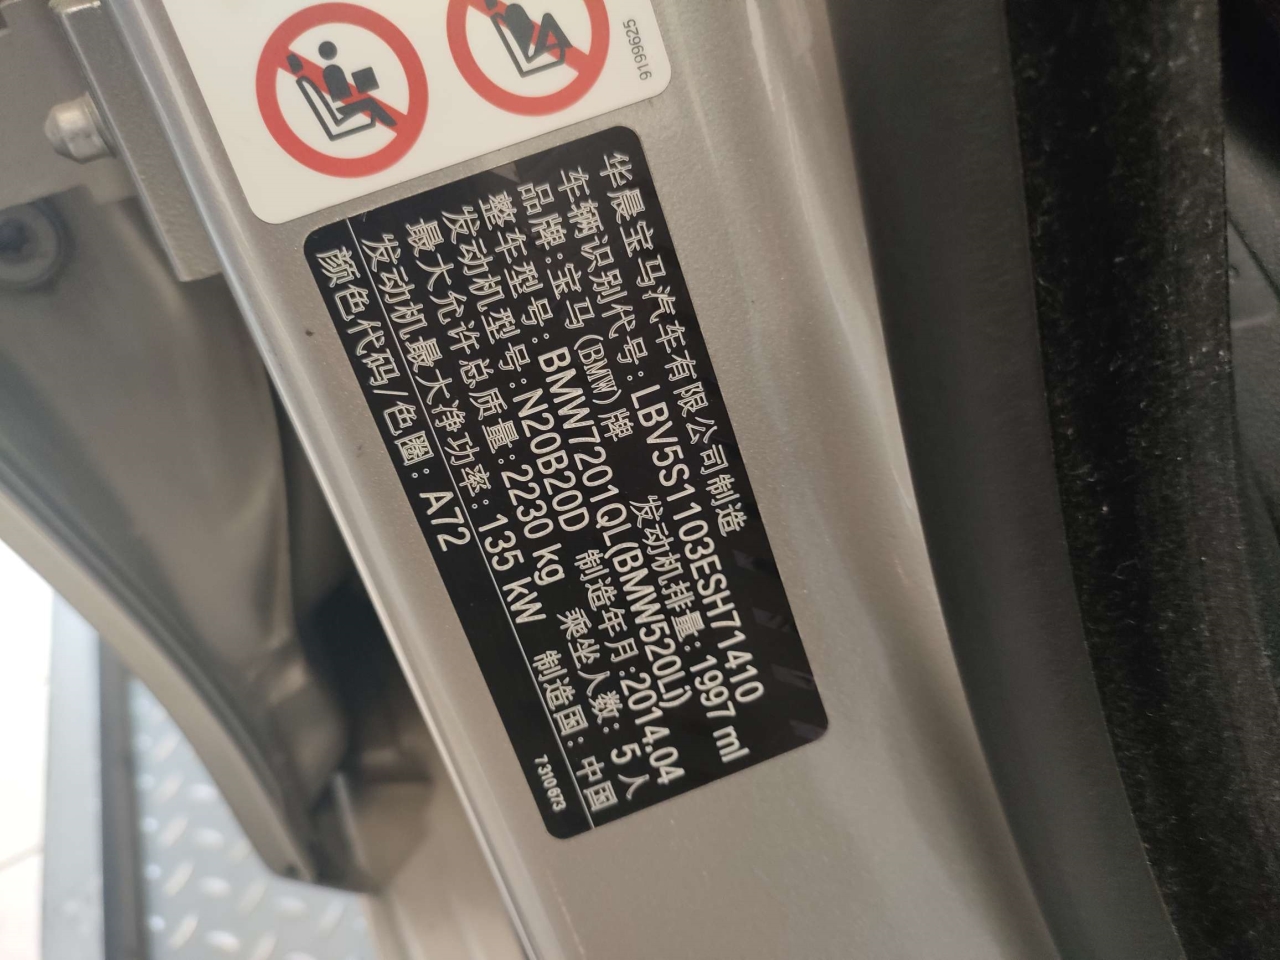 9199625
华晨宝马汽车有限公司制造
车辆识别代号: LBV5S1103ESH71410
品牌:宝马(BMW)牌 发动机排量: 1997 ml
整车型号: BMW7201QL(BMW520Li)
发动机型号: N20B20D 制造年月:2014.04
最大允许总质量: 2230 kg 乘坐人数: 5 人
发动机最大净功率: 135 kW 制造国: 中国
颜色代码/色圈: A72 7310673